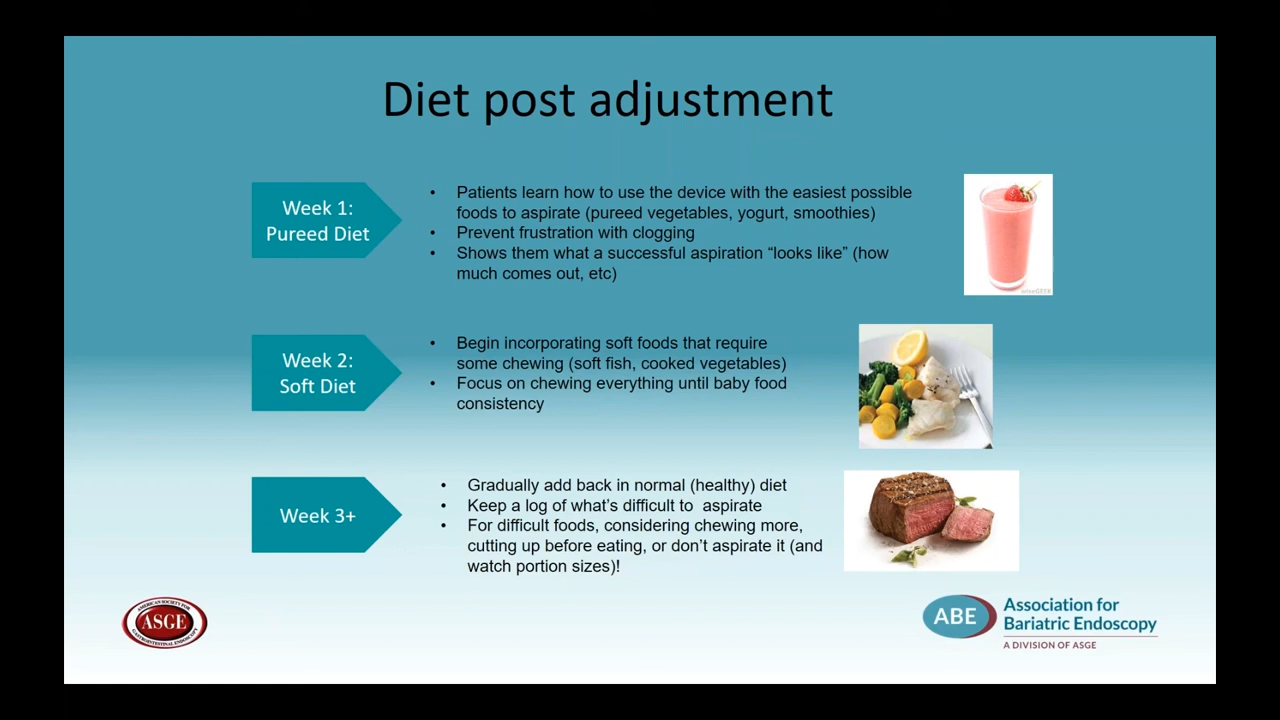 Diet post adjustment
Week 1:
Pureed Diet
• Patients learn how to use the device with the easiest possible
foods to aspirate (pureed vegetables, yogurt, smoothies)
• Prevent frustration with clogging
• Shows them what a successful aspiration “looks like” (how
much comes out, etc)
Week 2:
Soft Diet
• Begin incorporating soft foods that require
some chewing (soft fish, cooked vegetables)
• Focus on chewing everything until baby food
consistency
Week 3+
• Gradually add back in normal (healthy) diet
• Keep a log of what’s difficult to  aspirate
• For difficult foods, considering chewing more,
cutting up before eating, or don’t aspirate it (and
watch portion sizes)!
AMERICAN SOCIETY FOR
ASGE
GASTROINTESTINAL ENDOSCOPY
ABE
Association for
Bariatric Endoscopy
A DIVISION OF ASGE